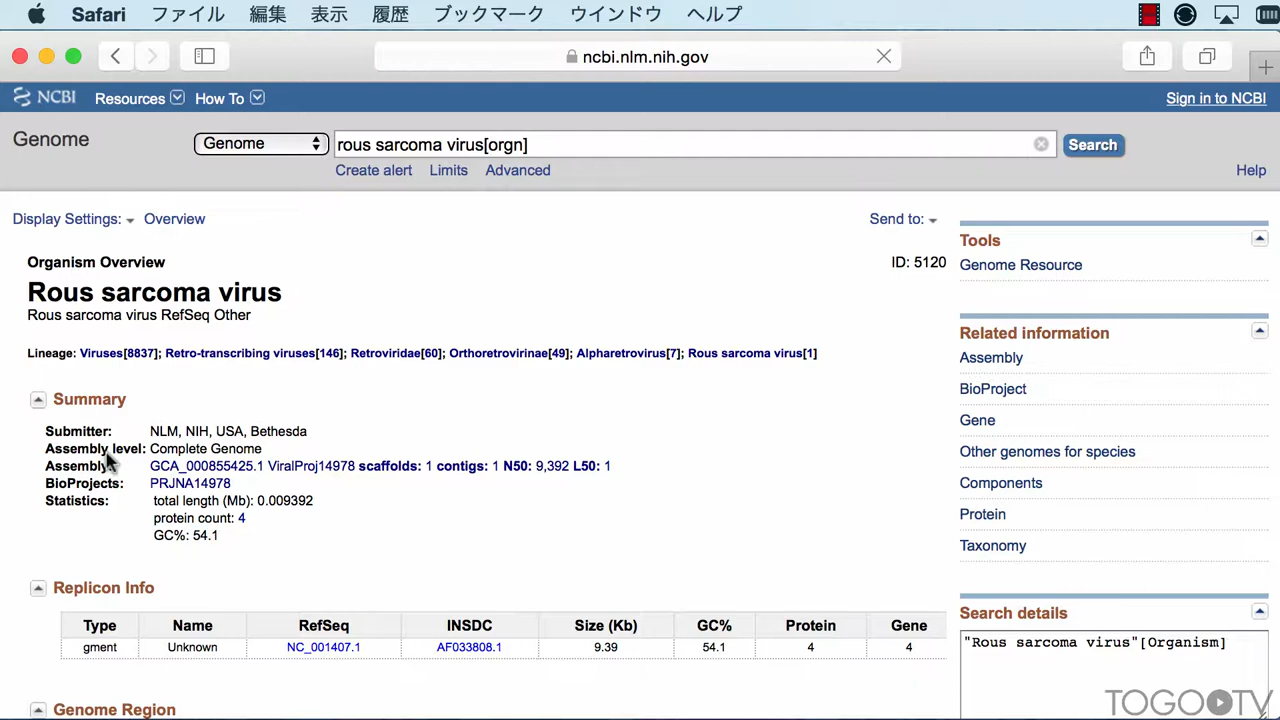 Safari ファイル 編集 表示 履歴 ブックマーク ウインドウ ヘルプ
ncbi.nlm.nih.gov
NCBI Resources How To Sign in to NCBI
Genome Genome rous sarcoma virus[orgn] Search
Create alert Limits Advanced Help
Display Settings: Overview Send to:
Organism Overview ID: 5120
Rous sarcoma virus
Rous sarcoma virus RefSeq Other
Lineage: Viruses[8837]; Retro-transcribing viruses[146]; Retroviridae[60]; Orthoretrovirinae[49]; Alpharetrovirus[7]; Rous sarcoma virus[1]
Summary
Submitter: NLM, NIH, USA, Bethesda
Assembly level: Complete Genome
Assembly: GCA_000855425.1 ViralProj14978 scaffolds: 1 contigs: 1 N50: 9,392 L50: 1
BioProjects: PRJNA14978
Statistics: total length (Mb): 0.009392
protein count: 4
GC%: 54.1
Replicon Info
Type Name RefSeq INSDC Size (Kb) GC% Protein Gene
gment Unknown NC_001407.1 AF033808.1 9.39 54.1 4 4
Genome Region
Tools
Genome Resource
Related information
Assembly
BioProject
Gene
Other genomes for species
Components
Protein
Taxonomy
Search details
"Rous sarcoma virus"[Organism]
TOGOTV